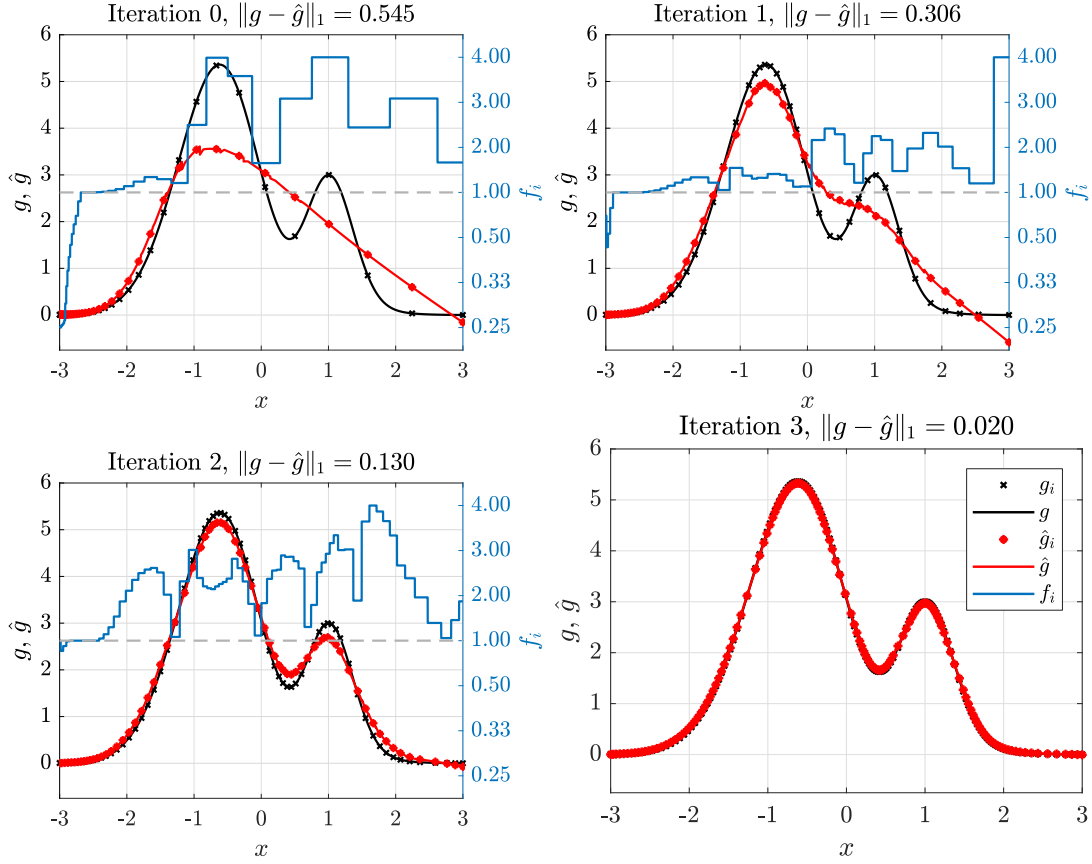 Iteration 0, ‖g − ĝ‖₁ = 0.545
6
5
4
3
2
1
0
g, ĝ
4.00
3.00
2.00
1.00
0.50
0.33
0.25
fᵢ
-3 -2 -1 0 1 2 3
x
Iteration 1, ‖g − ĝ‖₁ = 0.306
6
5
4
3
2
1
0
g, ĝ
4.00
3.00
2.00
1.00
0.50
0.33
0.25
fᵢ
-3 -2 -1 0 1 2 3
x
Iteration 2, ‖g − ĝ‖₁ = 0.130
6
5
4
3
2
1
0
g, ĝ
4.00
3.00
2.00
1.00
0.50
0.33
0.25
fᵢ
-3 -2 -1 0 1 2 3
x
Iteration 3, ‖g − ĝ‖₁ = 0.020
6
5
4
3
2
1
0
g, ĝ
gᵢ
g
ĝᵢ
ĝ
fᵢ
-3 -2 -1 0 1 2 3
x